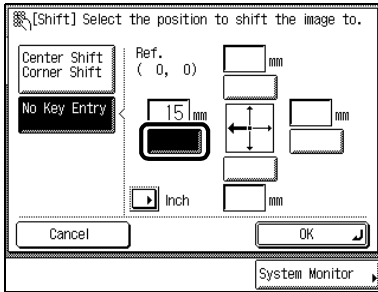 [Shift] Select the position to shift the image to.
Center Shift
Corner Shift
Ref.
( 0, 0)
mm
No Key Entry
15 mm
mm
Inch
mm
Cancel
OK
System Monitor